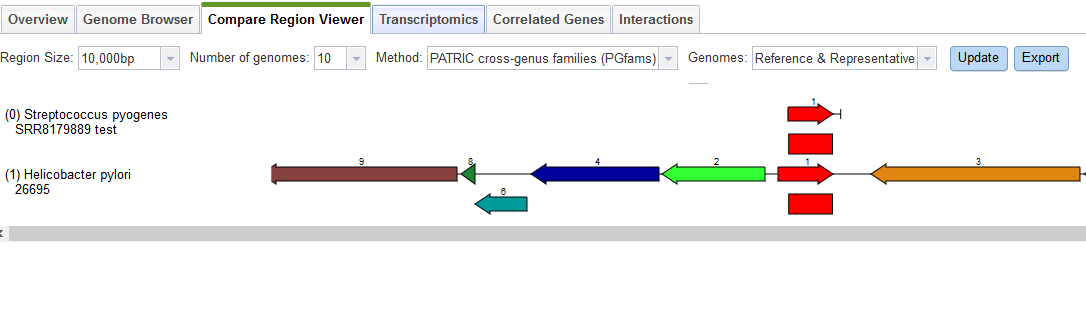 Overview Genome Browser Compare Region Viewer Transcriptomics Correlated Genes Interactions
Region Size: 10,000bp Number of genomes: 10 Method: PATRIC cross-genus families (PGfams) Genomes: Reference & Representative Update Export
(0) Streptococcus pyogenes 1
SRR8179889 test
9 8 4 2 1 3
(1) Helicobacter pylori
26695 6